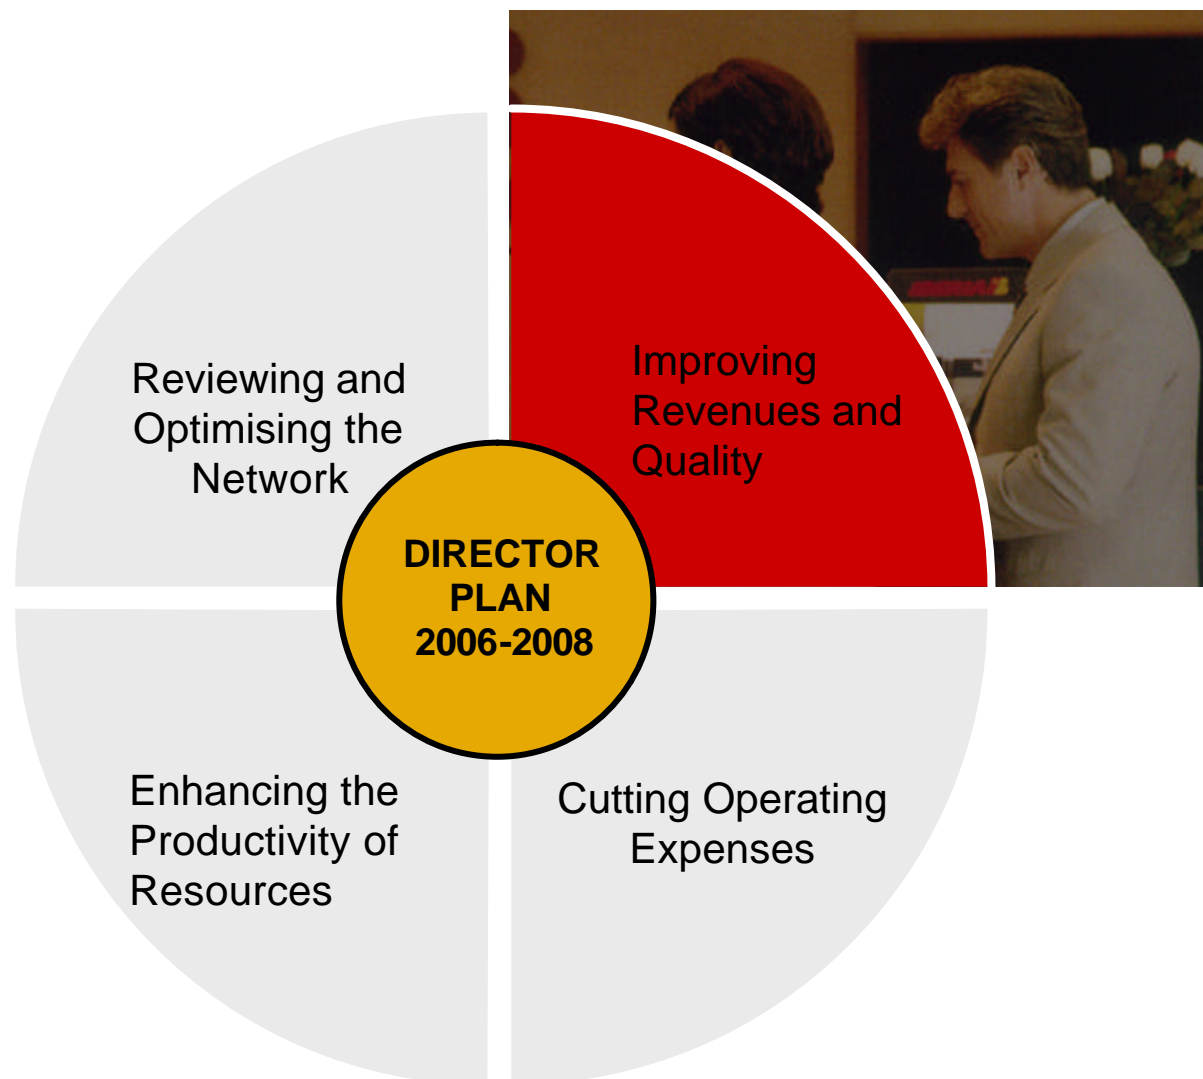 Reviewing and
Optimising the
Network
Improving
Revenues and
Quality
DIRECTOR
PLAN
2006-2008
Enhancing the
Productivity of
Resources
Cutting Operating
Expenses